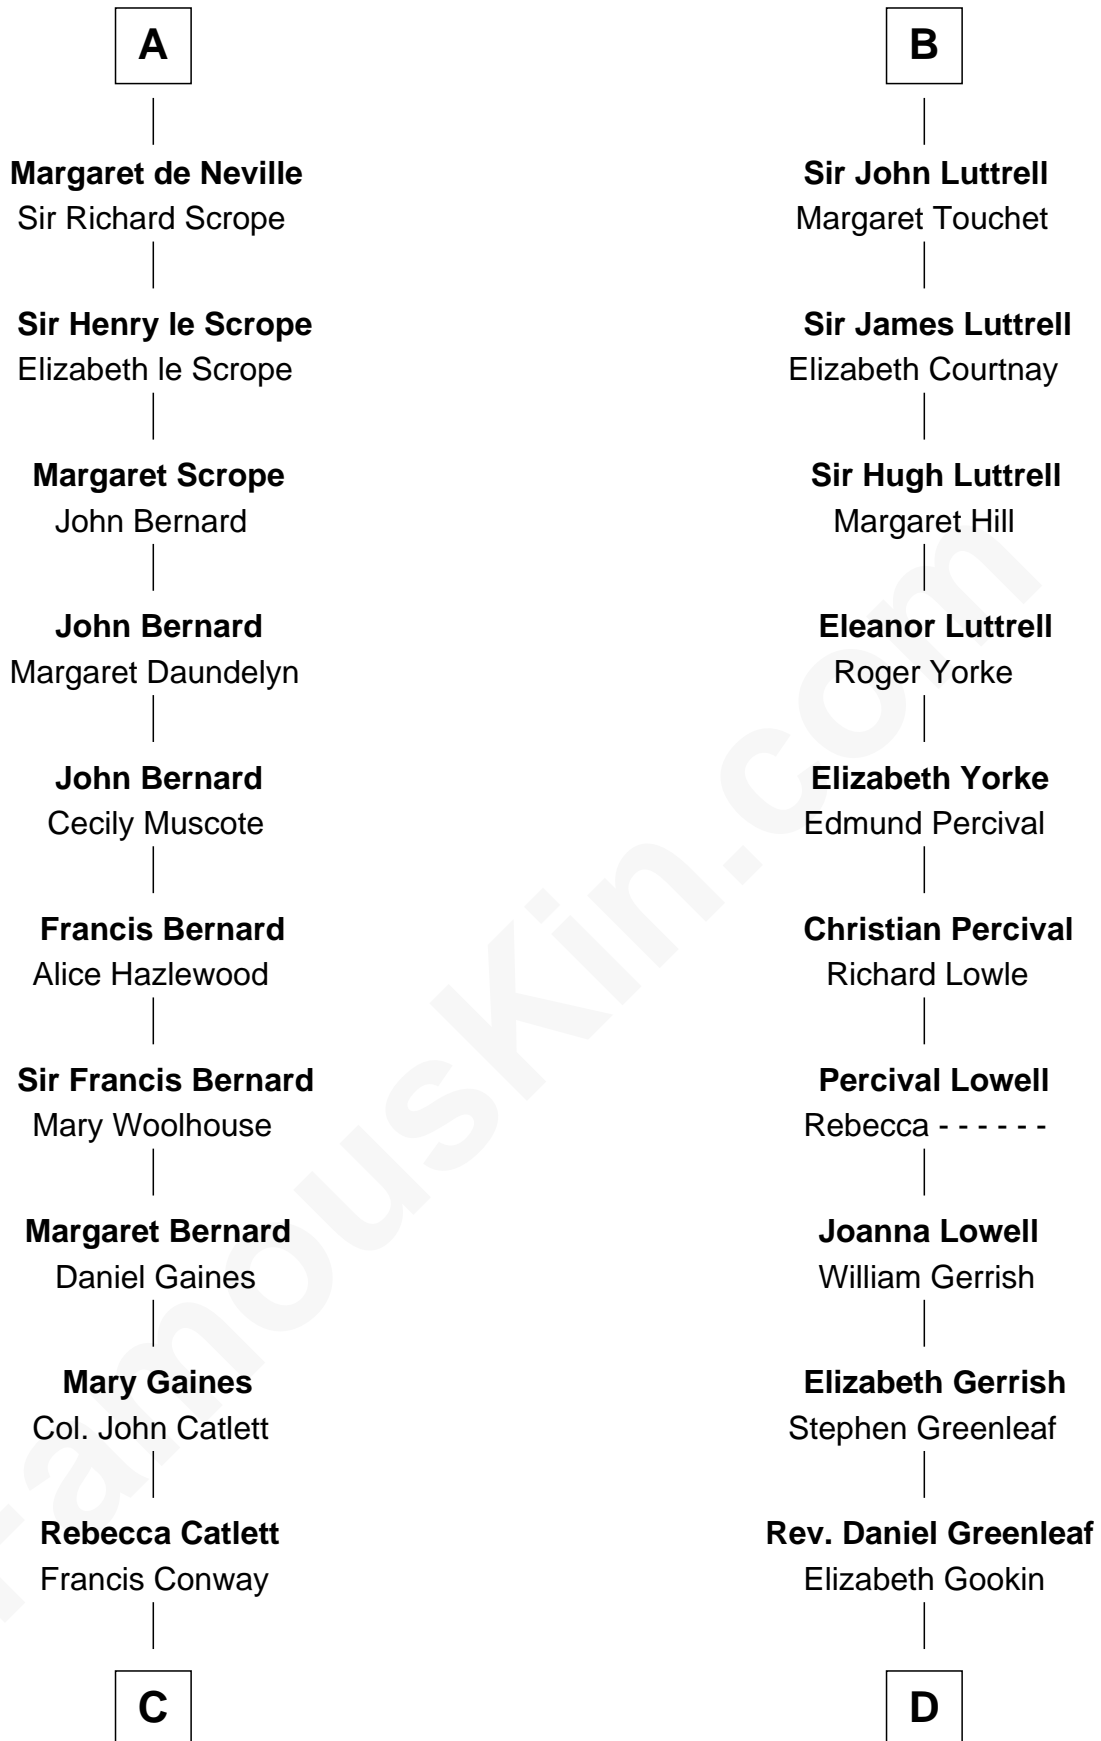 A
Margaret de Neville
Sir Richard Scrope
Sir Henry le Scrope
Elizabeth le Scrope
Margaret Scrope
John Bernard
John Bernard
Margaret Daundelyn
John Bernard
Cecily Muscote
Francis Bernard
Alice Hazlewood
Sir Francis Bernard
Mary Woolhouse
Margaret Bernard
Daniel Gaines
Mary Gaines
Col. John Catlett
Rebecca Catlett
Francis Conway
C
B
Sir John Luttrell
Margaret Touchet
Sir James Luttrell
Elizabeth Courtnay
Sir Hugh Luttrell
Margaret Hill
Eleanor Luttrell
Roger Yorke
Elizabeth Yorke
Edmund Percival
Christian Percival
Richard Lowle
Percival Lowell
Rebecca - - - - - -
Joanna Lowell
William Gerrish
Elizabeth Gerrish
Stephen Greenleaf
Rev. Daniel Greenleaf
Elizabeth Gookin
D
FamousKin.com